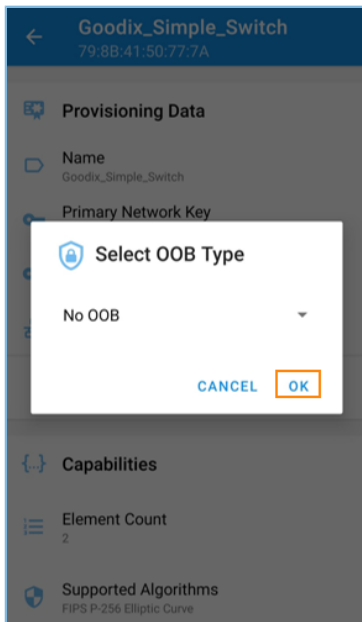 Goodix_Simple_Switch
79:8B:41:50:77:7A
Provisioning Data
Name
Goodix_Simple_Switch
Primary Network Key
Select OOB Type
No OOB
CANCEL OK
Capabilities
Element Count
2
Supported Algorithms
FIPS P-256 Elliptic Curve